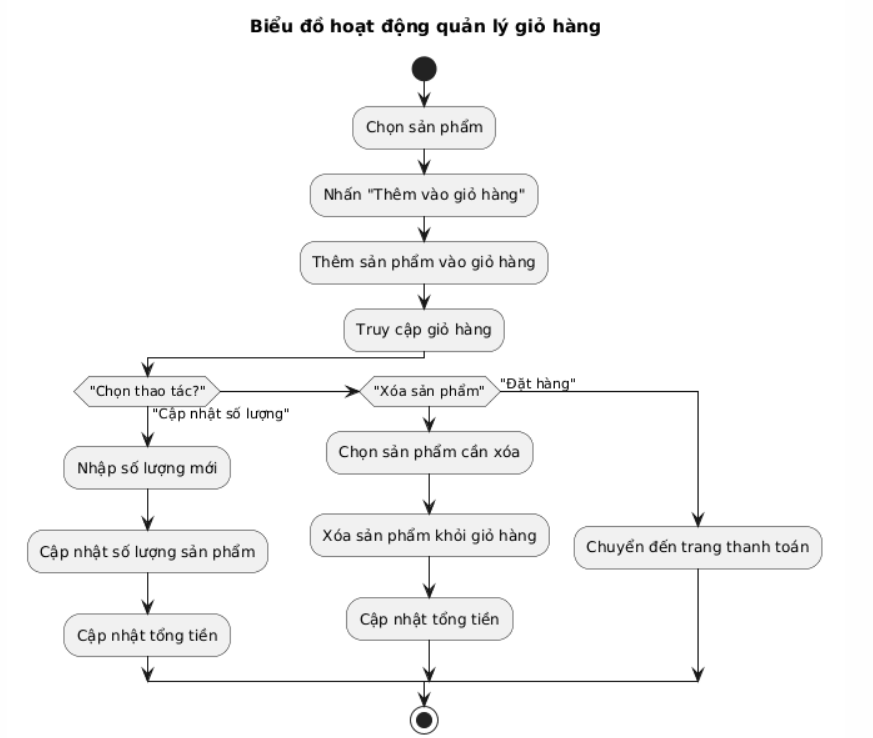 Biểu đồ hoạt động quản lý giỏ hàng
Chọn sản phẩm
Nhấn "Thêm vào giỏ hàng"
Thêm sản phẩm vào giỏ hàng
Truy cập giỏ hàng
"Chọn thao tác?"
"Cập nhật số lượng"
Nhập số lượng mới
Cập nhật số lượng sản phẩm
Cập nhật tổng tiền
"Xóa sản phẩm"
Chọn sản phẩm cần xóa
Xóa sản phẩm khỏi giỏ hàng
Cập nhật tổng tiền
"Đặt hàng"
Chuyển đến trang thanh toán